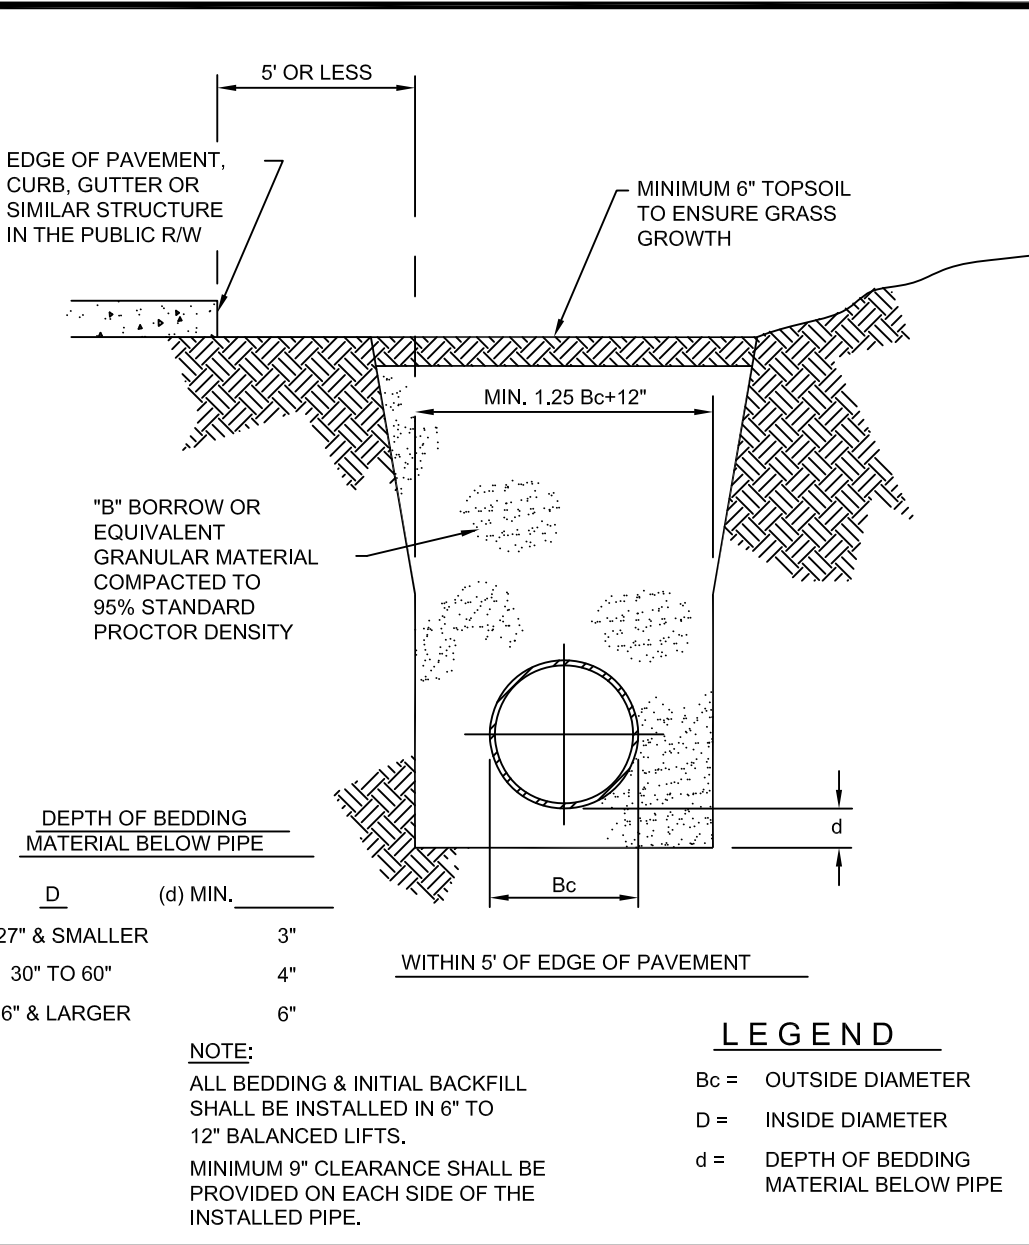 5' OR LESS
EDGE OF PAVEMENT,
CURB, GUTTER OR
SIMILAR STRUCTURE
IN THE PUBLIC R/W
MINIMUM 6" TOPSOIL
TO ENSURE GRASS
GROWTH
MIN. 1.25 Bc+12"
"B" BORROW OR
EQUIVALENT
GRANULAR MATERIAL
COMPACTED TO
95% STANDARD
PROCTOR DENSITY
d
Bc
DEPTH OF BEDDING
MATERIAL BELOW PIPE
D (d) MIN.
27" & SMALLER 3"
30" TO 60" 4"
6" & LARGER 6"
WITHIN 5' OF EDGE OF PAVEMENT
NOTE:
ALL BEDDING & INITIAL BACKFILL
SHALL BE INSTALLED IN 6" TO
12" BALANCED LIFTS.
MINIMUM 9" CLEARANCE SHALL BE
PROVIDED ON EACH SIDE OF THE
INSTALLED PIPE.
LEGEND
Bc = OUTSIDE DIAMETER
D = INSIDE DIAMETER
d = DEPTH OF BEDDING
MATERIAL BELOW PIPE